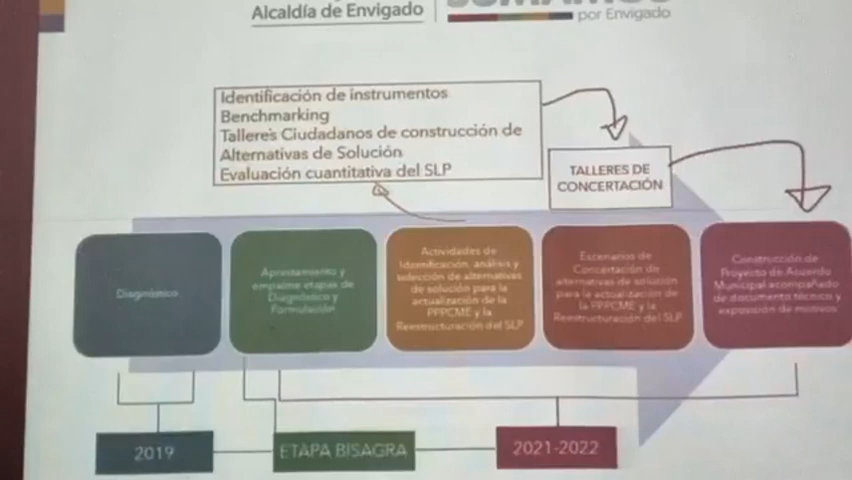 Alcaldía de Envigado
por Envigado
Identificación de instrumentos
Benchmarking
Talleres Ciudadanos de construcción de
Alternativas de Solución
Evaluación cuantitativa del SLP
TALLERES DE
CONCERTACIÓN
Diagnóstico
Aprestamiento y
empalme etapas de
Diagnóstico y
Formulación
Actividades de
Identificación, análisis y
selección de alternativas
de solución para la
actualización de la
PPPCME y la
Reestructuración del SLP
Escenarios de
Concertación de
alternativas de solución
para la actualización de
la PPPCME y la
Reestructuración del SLP
Construcción de
Proyecto de Acuerdo
Municipal acompañado
de documento técnico y
exposición de motivos
2019
ETAPA BISAGRA
2021-2022